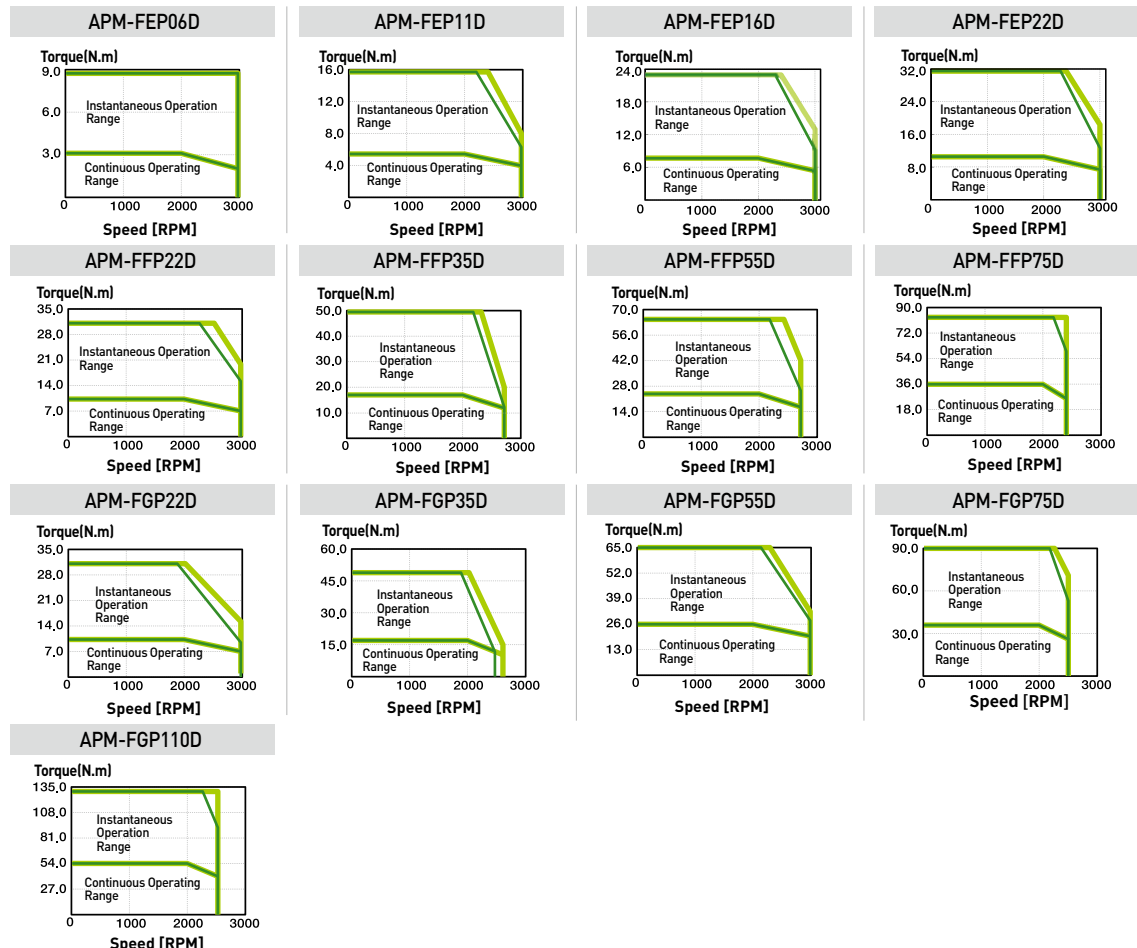 APM-FEP06D
Torque(N.m)
9.0
6.0
3.0
Instantaneous Operation
Range
Continuous Operating
Range
0 1000 2000 3000
Speed [RPM]
APM-FEP11D
Torque(N.m)
16.0
12.0
8.0
4.0
Instantaneous Operation
Range
Continuous Operating
Range
0 1000 2000 3000
Speed [RPM]
APM-FEP16D
Torque(N.m)
24.0
18.0
12.0
6.0
Instantaneous Operation
Range
Continuous Operating
Range
0 1000 2000 3000
Speed [RPM]
APM-FEP22D
Torque(N.m)
32.0
24.0
16.0
8.0
Instantaneous Operation
Range
Continuous Operating
Range
0 1000 2000 3000
Speed [RPM]
APM-FFP22D
Torque(N.m)
35.0
28.0
21.0
14.0
7.0
Instantaneous Operation
Range
Continuous Operating
Range
0 1000 2000 3000
Speed [RPM]
APM-FFP35D
Torque(N.m)
50.0
40.0
30.0
20.0
10.0
Instantaneous
Operation
Range
Continuous Operating
Range
0 1000 2000 3000
Speed [RPM]
APM-FFP55D
Torque(N.m)
70.0
56.0
42.0
28.0
14.0
Instantaneous
Operation
Range
Continuous Operating
Range
0 1000 2000 3000
Speed [RPM]
APM-FFP75D
Torque(N.m)
90.0
72.0
54.0
36.0
18.0
Instantaneous
Operation
Range
Continuous Operating
Range
0 1000 2000 3000
Speed [RPM]
APM-FGP22D
Torque(N.m)
35.0
28.0
21.0
14.0
7.0
Instantaneous
Operation
Range
Continuous Operating
Range
0 1000 2000 3000
Speed [RPM]
APM-FGP35D
Torque(N.m)
60.0
45.0
30.0
15.0
Instantaneous
Operation
Range
Continuous Operating
Range
0 1000 2000 3000
Speed [RPM]
APM-FGP55D
Torque(N.m)
65.0
52.0
39.0
26.0
13.0
Instantaneous
Operation
Range
Continuous Operating
Range
0 1000 2000 3000
Speed [RPM]
APM-FGP75D
Torque(N.m)
90.0
60.0
30.0
Instantaneous
Operation
Range
Continuous Operating
Range
0 1000 2000 3000
Speed [RPM]
APM-FGP110D
Torque(N.m)
135.0
108.0
81.0
54.0
27.0
Instantaneous
Operation
Range
Continuous Operating
Range
0 1000 2000 3000
Speed [RPM]